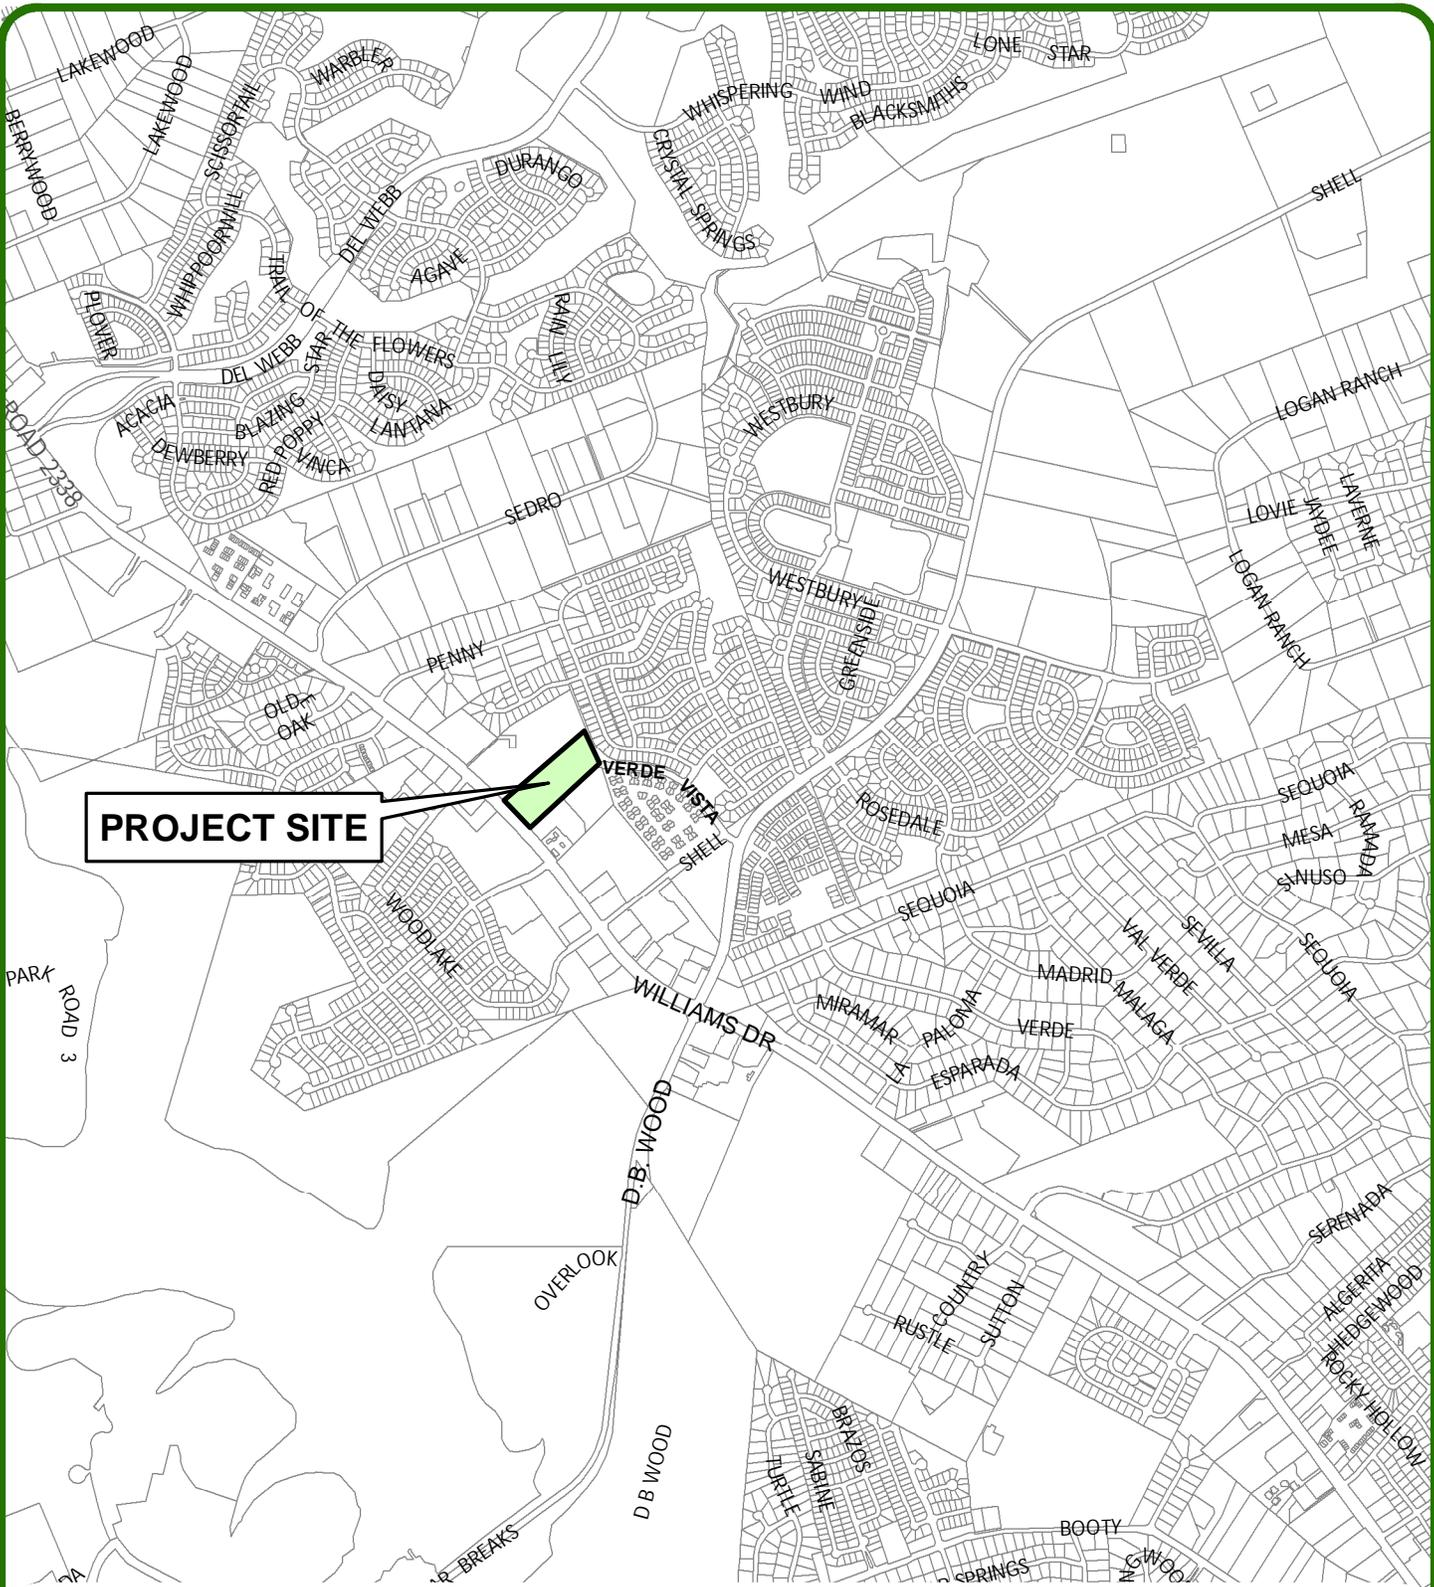 LAKEWOOD
LAKEWOOD
BERRYWOOD
SCISSORTAIL
WARBLER
WHISPERING WIND
BLACKSMITHS
LONE STAR
CRYSTAL SPRINGS
DURANGO
DEL WEBB
AGAVE
SHELL
WHIPPOORWILL
PLOVER
TRAIL OF THE FLOWERS
RAIN LILY
DEL WEBB
STAR
BLAZING
DAISY
LANTANA
ACACIA
DEWBERRY
RED POPPY
VINCA
ROAD 2338
WESTBURY
LOGAN RANCH
SEDRO
LOVIE
JAYDEE
LAVERNE
WESTBURY
GREENSIDE
LOGAN RANCH
PENNY
OLDE OAK
VERDE VISTA
PROJECT SITE
SHELL
ROSEDALE
SEQUOIA
MESA
RAMADA
SINUSO
SEQUOIA
WOODLAKE
VAL VERDE
SEVILLA
SEQUOIA
PARK ROAD 3
WILLIAMS DR
MADRID
MALAGA
MIRAMAR
LA PALOMA
VERDE
ESPARADA
D.B. WOOD
OVERLOOK
SERENADA
COUNTRY
SUTTON
RUSTLE
ALGERITA
HEDGEWOOD
ROCKY HOLLOW
D B WOOD
BRAZOS
SABINE
TURTLE
BREAKS
BOOTY
SPRINGS